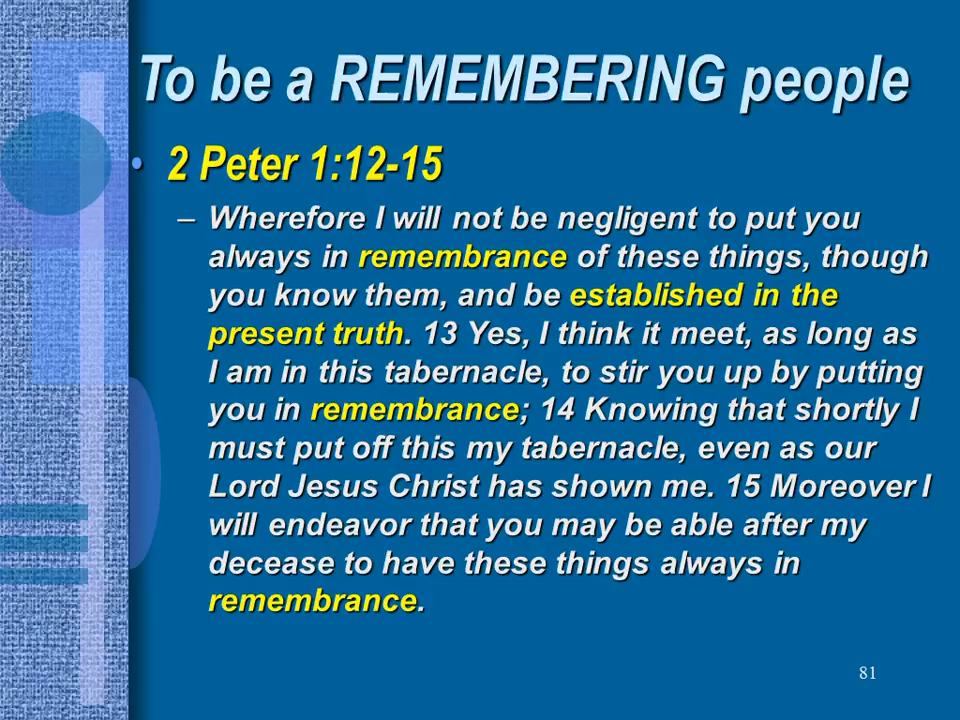 To be a REMEMBERING people
• 2 Peter 1:12-15
– Wherefore I will not be negligent to put you
always in remembrance of these things, though
you know them, and be established in the
present truth. 13 Yes, I think it meet, as long as
I am in this tabernacle, to stir you up by putting
you in remembrance; 14 Knowing that shortly I
must put off this my tabernacle, even as our
Lord Jesus Christ has shown me. 15 Moreover I
will endeavor that you may be able after my
decease to have these things always in
remembrance.
81